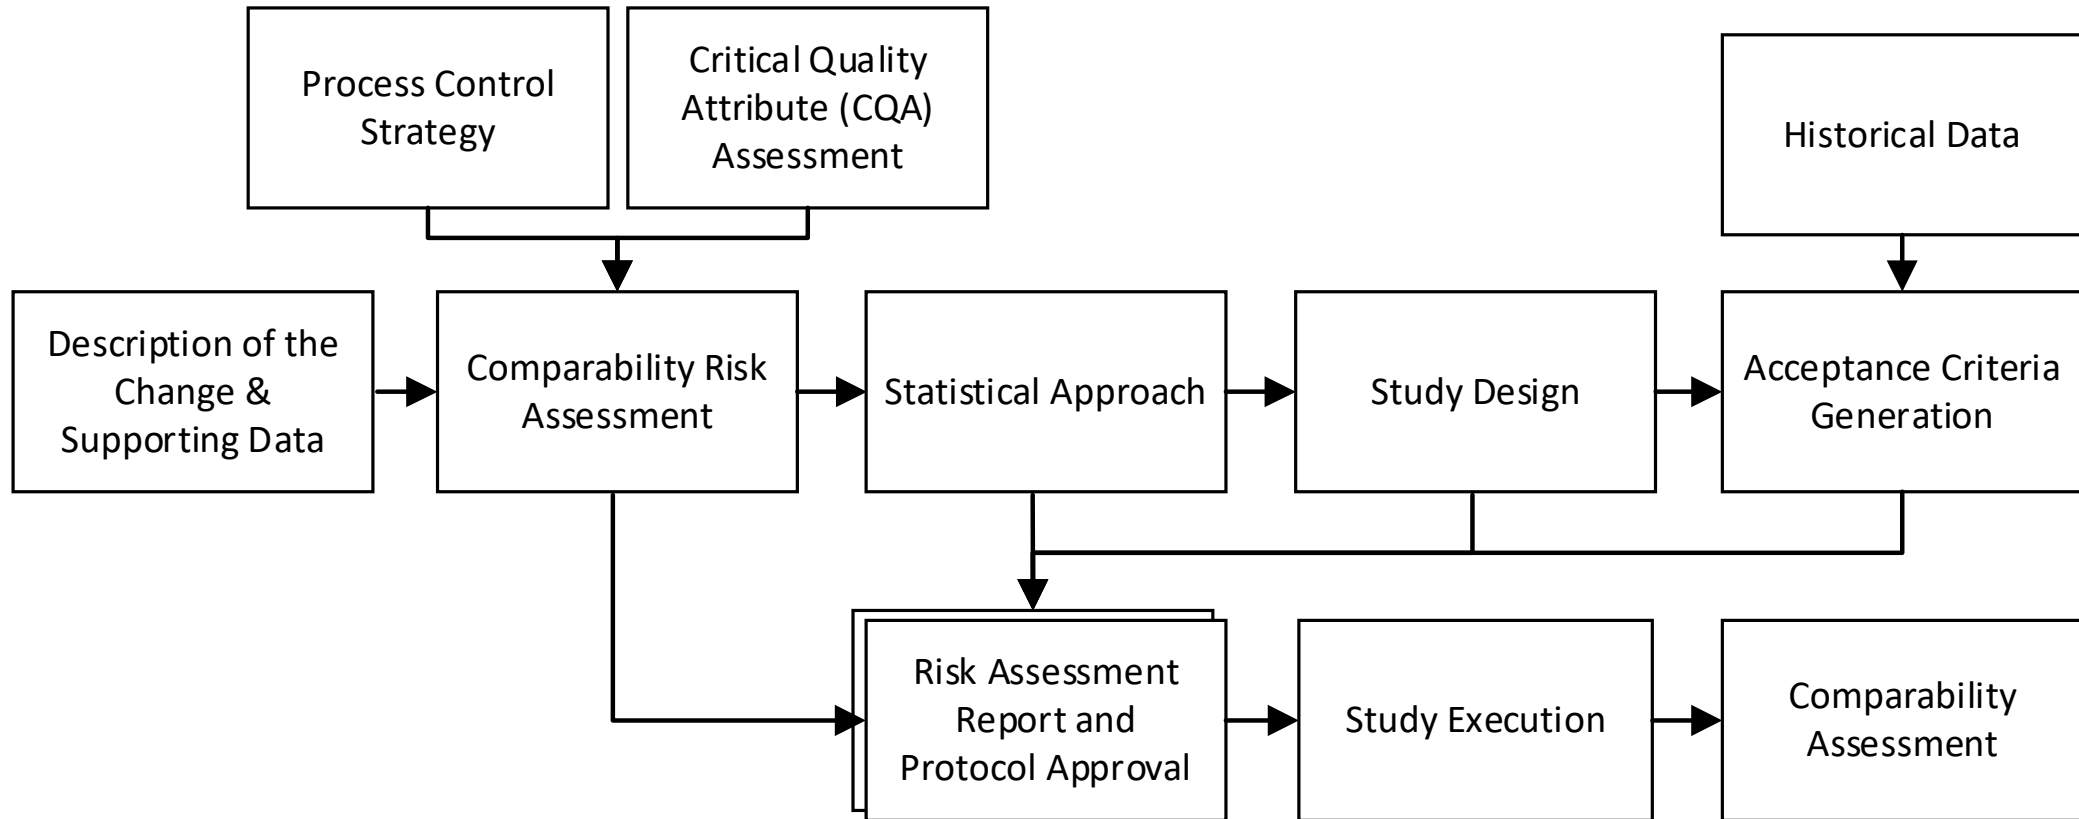 Process Control
Strategy
Critical Quality
Attribute (CQA)
Assessment
Historical Data
Description of the
Change &
Supporting Data
Comparability Risk
Assessment
Statistical Approach
Study Design
Acceptance Criteria
Generation
Risk Assessment
Report and
Protocol Approval
Study Execution
Comparability
Assessment